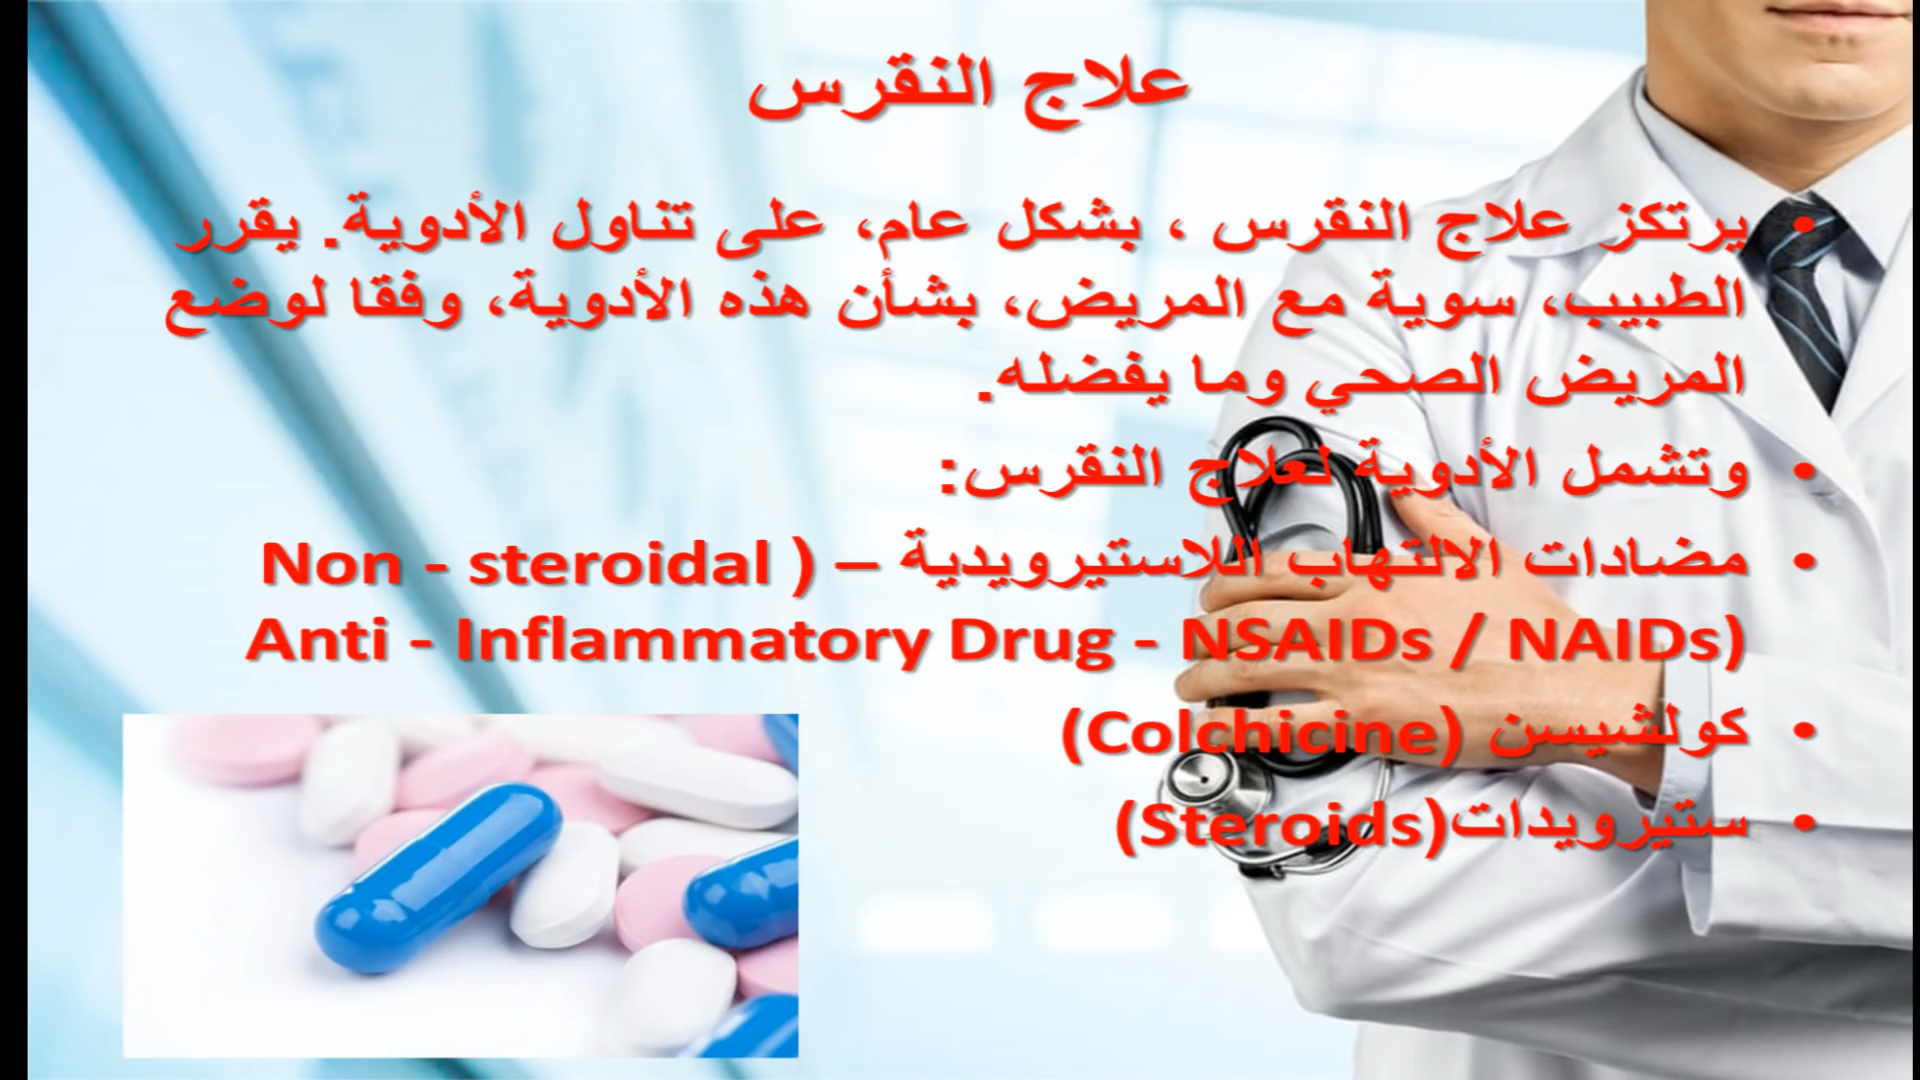 علاج النقرس
• يرتكز علاج النقرس ، بشكل عام، على تناول الأدوية. يقرر
الطبيب، سوية مع المريض، بشأن هذه الأدوية، وفقا لوضع
المريض الصحي وما يفضله.
• وتشمل الأدوية لعلاج النقرس:
• مضادات الالتهاب اللاستيرويدية – ( Non - steroidal
Anti - Inflammatory Drug - NSAIDs / NAIDs)
• كولشيسن (Colchicine)
• ستيرويدات(Steroids)